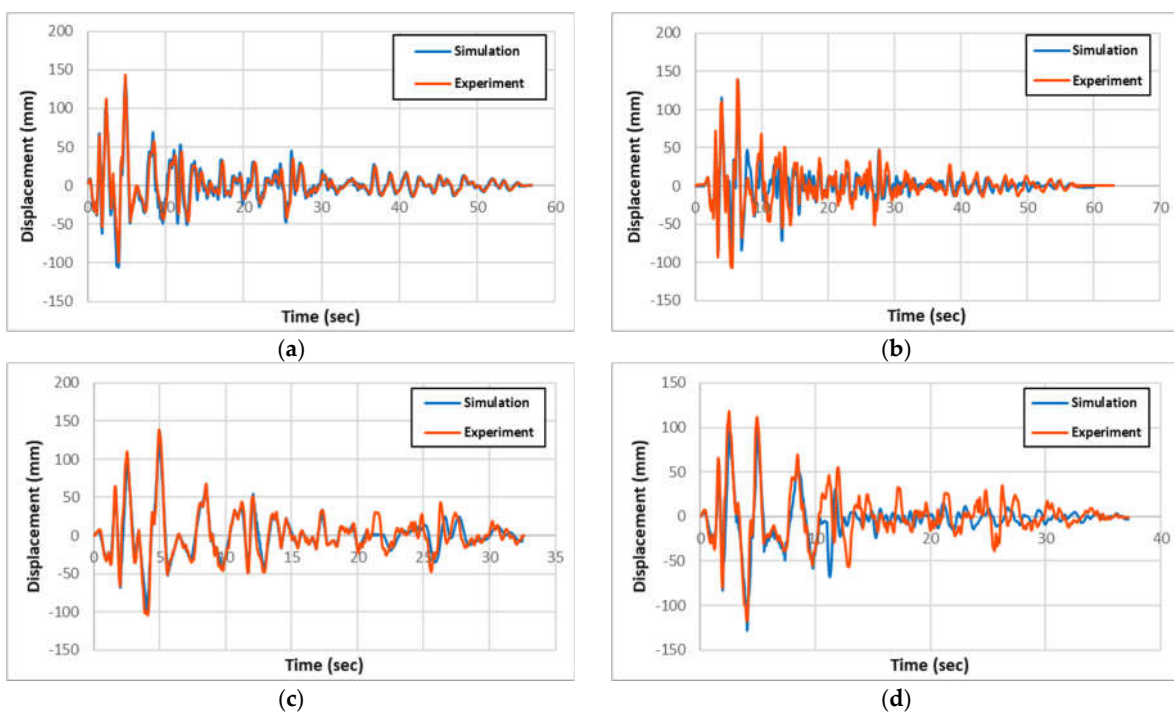 200
150
100
50
0
-50
-100
-150
Displacement (mm)
Simulation
Experiment
0 10 20 30 40 50 60
Time (sec)
(a)
200
150
100
50
0
-50
-100
-150
Displacement (mm)
Simulation
Experiment
0 10 20 30 40 50 60 70
Time (sec)
(b)
200
150
100
50
0
-50
-100
-150
Displacement (mm)
Simulation
Experiment
0 5 10 15 20 25 30 35
Time (sec)
(c)
200
150
100
50
0
-50
-100
-150
Displacement (mm)
Simulation
Experiment
0 10 20 30 40
Time (sec)
(d)